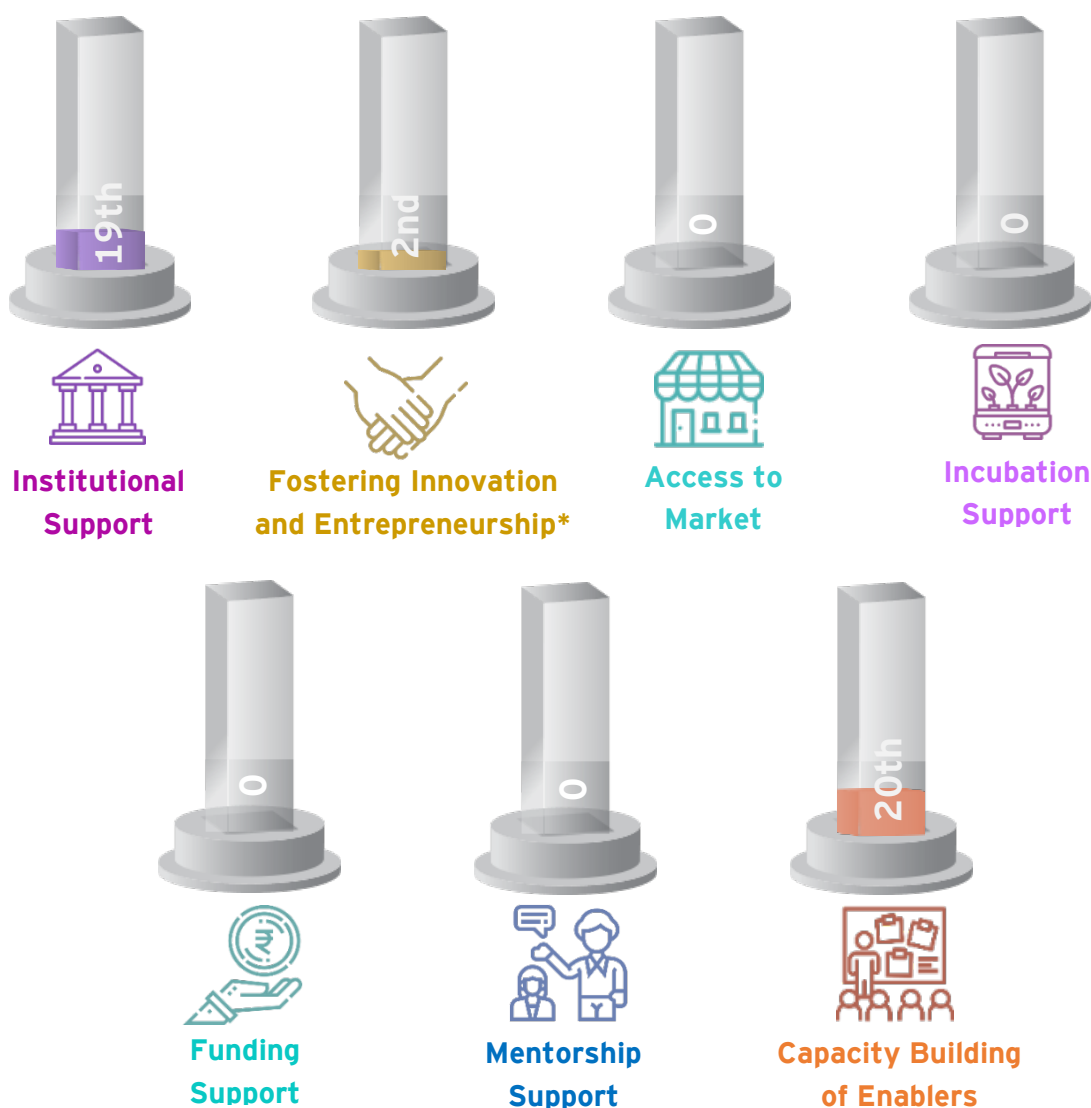 19th
2nd
0
0
Institutional
Support
Fostering Innovation
and Entrepreneurship*
Access to
Market
Incubation
Support
0
0
20th
₹
Funding
Support
Mentorship
Support
Capacity Building
of Enablers